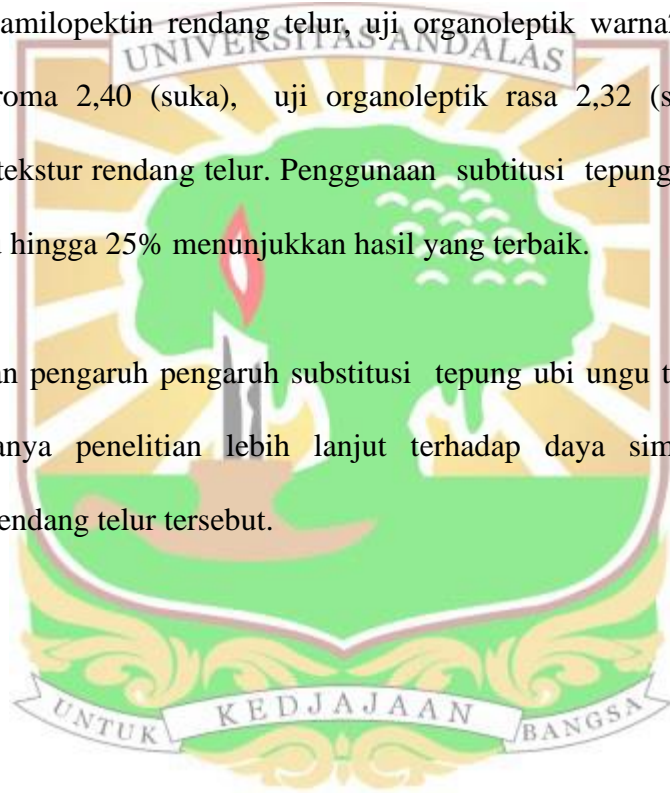 amilopektin rendang telur, uji organoleptik warna
UNIVERSITAS ANDALAS
roma 2,40 (suka), uji organoleptik rasa 2,32 (s
tekstur rendang telur. Penggunaan subtitusi tepung
hingga 25% menunjukkan hasil yang terbaik.
an pengaruh pengaruh substitusi tepung ubi ungu t
anya penelitian lebih lanjut terhadap daya sim
rendang telur tersebut.
UNTUK KEDJAJAAN BANGSA